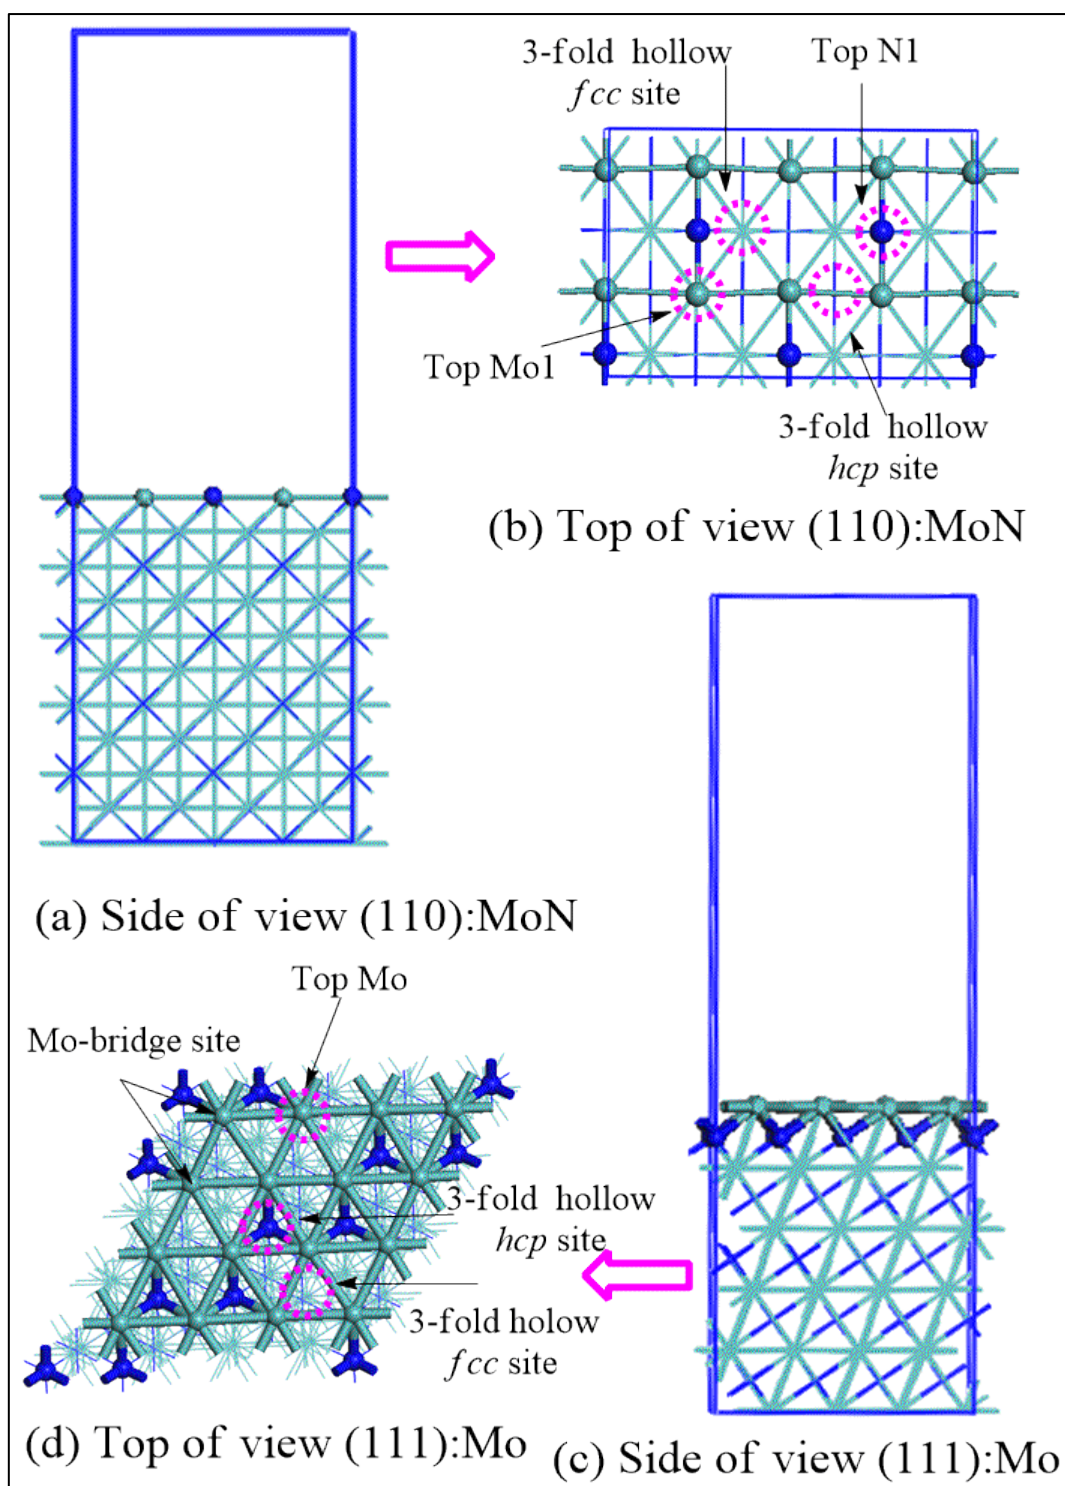 3-fold hollow
fcc site
Top N1
Top Mo1
3-fold hollow
hcp site
(b) Top of view (110):MoN
(a) Side of view (110):MoN
Top Mo
Mo-bridge site
3-fold hollow
hcp site
3-fold holow
fcc site
(d) Top of view (111):Mo
(c) Side of view (111):Mo